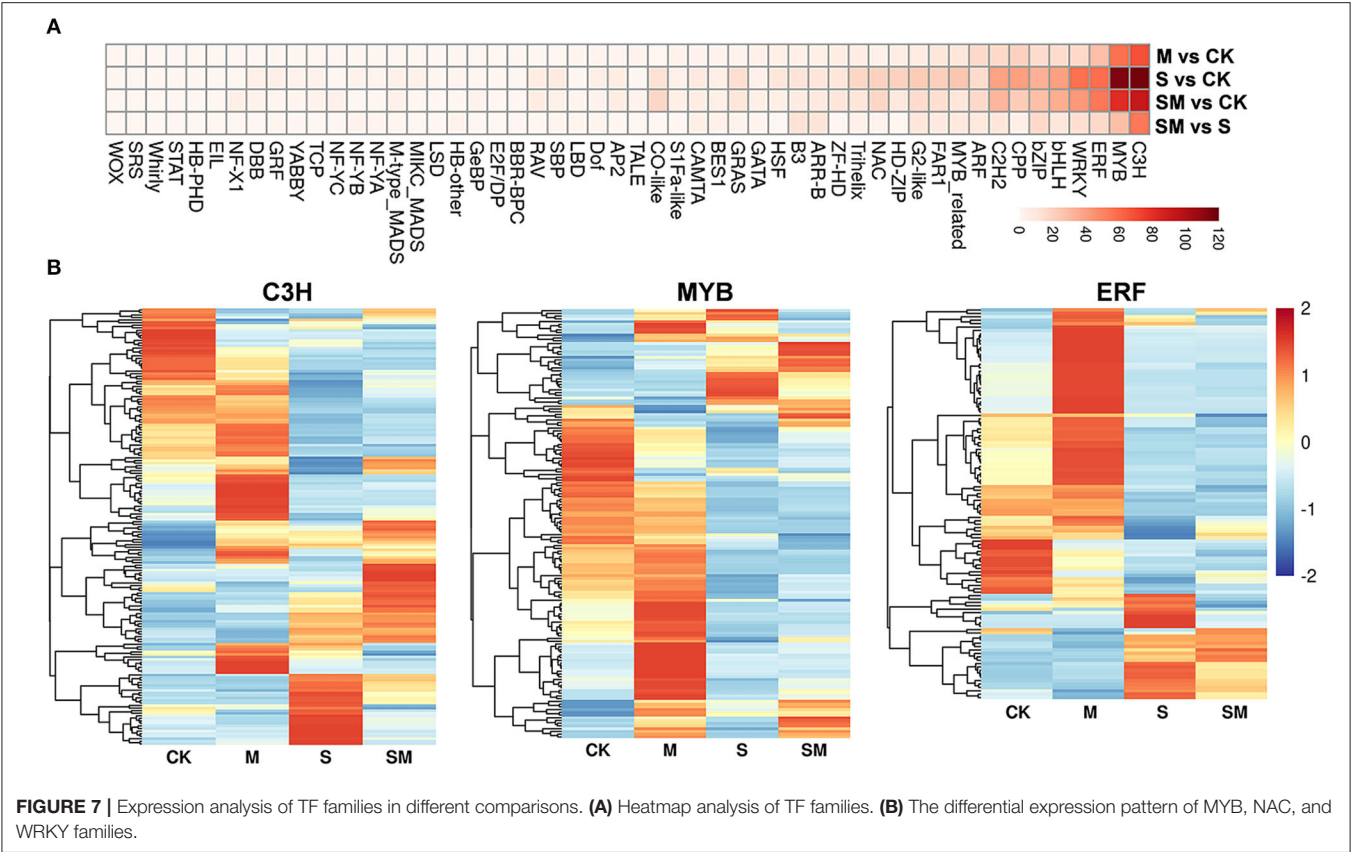 A
M vs CK
S vs CK
SM vs CK
SM vs S
WOX
SRS
Whirly
STAT
HB-PHD
EIL
NF-X1
DBB
GRF
YABBY
TCP
NF-YC
NF-YB
NF-YA
M-type_MADS
MIKC_MADS
LSD
HB-other
GeBP
E2F/DP
BBR-BPC
RAV
SBP
LBD
Dof
AP2
TALE
CO-like
S1Fa-like
CAMTA
BES1
GRAS
GATA
HSF
B3
ARR-B
ZF-HD
Trihelix
NAC
HD-ZIP
G2-like
FAR1
MYB_related
ARF
C2H2
CPP
bZIP
bHLH
WRKY
ERF
MYB
C3H
0
20
40
60
80
100
120
B
C3H
MYB
ERF
2
1
0
-1
-2
CK M S SM
CK M S SM
CK M S SM
FIGURE 7 | Expression analysis of TF families in different comparisons. (A) Heatmap analysis of TF families. (B) The differential expression pattern of MYB, NAC, and
WRKY families.